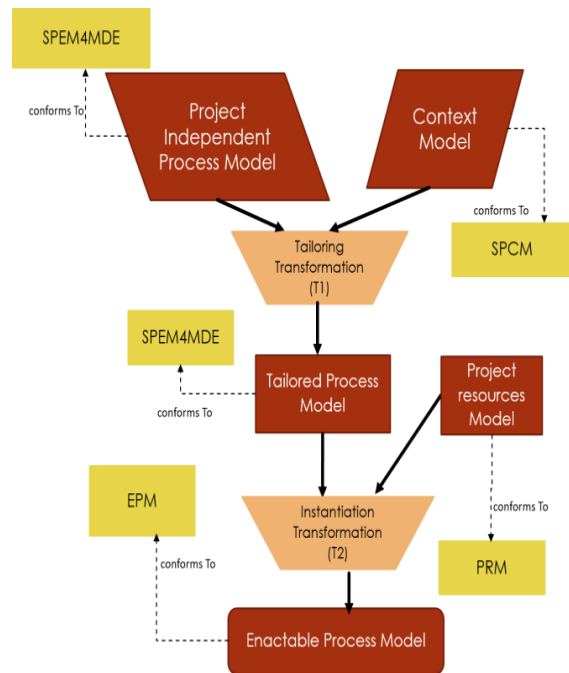 SPEM4MDE
conforms To
Project
Independent
Process Model
Context
Model
conforms To
SPCM
Tailoring
Transformation
(T1)
SPEM4MDE
conforms To
Tailored Process
Model
Project
resources
Model
EPM
conforms To
Instantiation
Transformation
(T2)
conforms To
PRM
Enactable Process Model